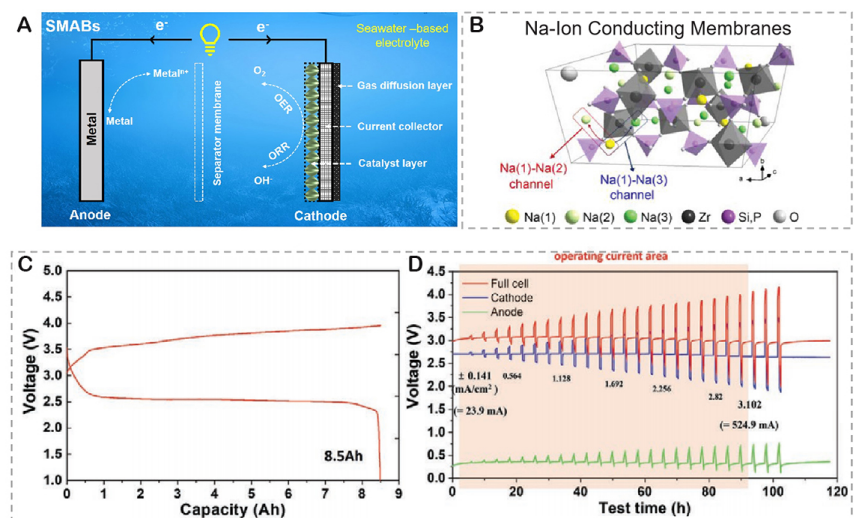 A
SMABs
e⁻
e⁻
Seawater –based
electrolyte
Metal
Metalⁿ⁺
Metal
Separator membrane
O₂
OER
ORR
OH⁻
Gas diffusion layer
Current collector
Catalyst layer
Anode
Cathode
B
Na-Ion Conducting Membranes
Na(1)-Na(2)
channel
Na(1)-Na(3)
channel
b
a
c
Na(1) Na(2) Na(3) Zr Si,P O
C
Voltage (V)
5.0
4.5
4.0
3.5
3.0
2.5
2.0
1.5
1.0
8.5Ah
0 1 2 3 4 5 6 7 8 9
Capacity (Ah)
D
operating current area
Voltage (V)
4.5
4.0
3.5
3.0
2.5
2.0
1.5
1.0
0.5
0.0
Full cell
Cathode
Anode
± 0.141
(mA/cm²)
(= 23.9 mA)
0.564
1.128
1.692
2.256
2.82
3.102
(= 524.9 mA)
0 20 40 60 80 100 120
Test time (h)